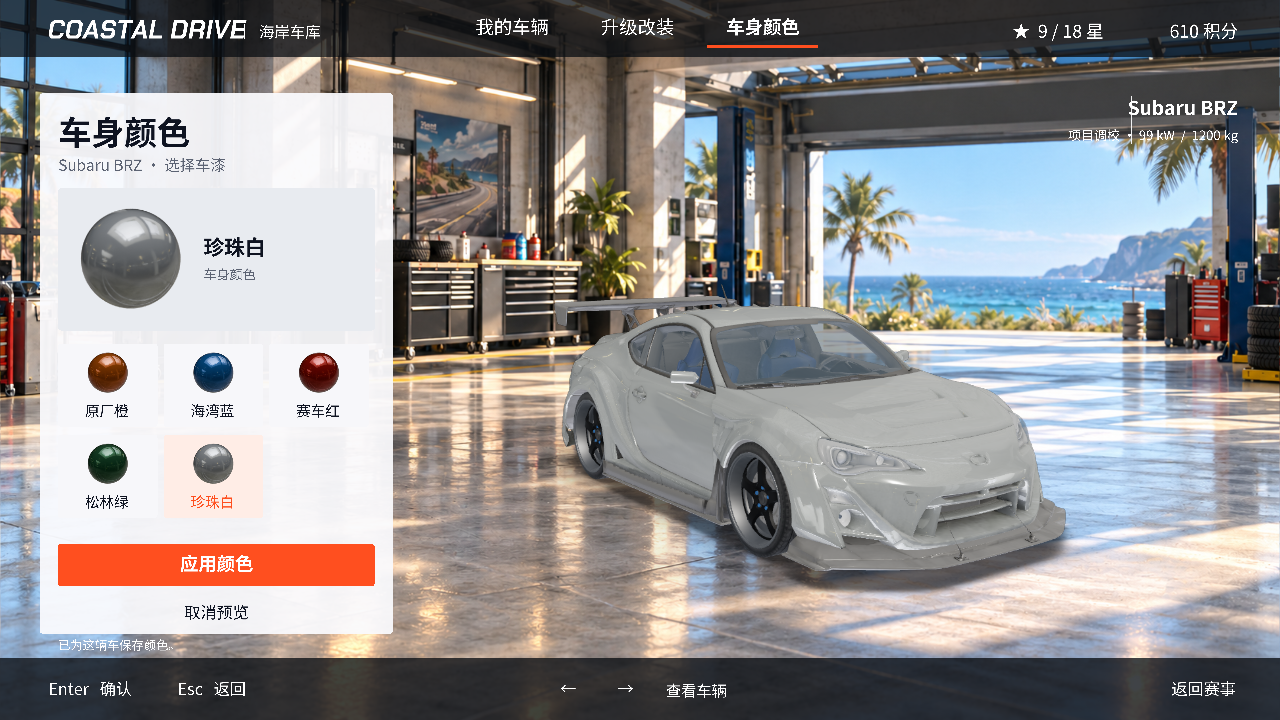 COASTAL DRIVE 海岸车库
我的车辆
升级改装
车身颜色
★ 9 / 18 星
610 积分
车身颜色
Subaru BRZ · 选择车漆
珍珠白
车身颜色
原厂橙
海湾蓝
赛车红
松林绿
珍珠白
应用颜色
取消预览
已为这辆车保存颜色。
Subaru BRZ
项目调校 · 99 kW / 1200 kg
Enter 确认
Esc 返回
← → 查看车辆
返回赛事